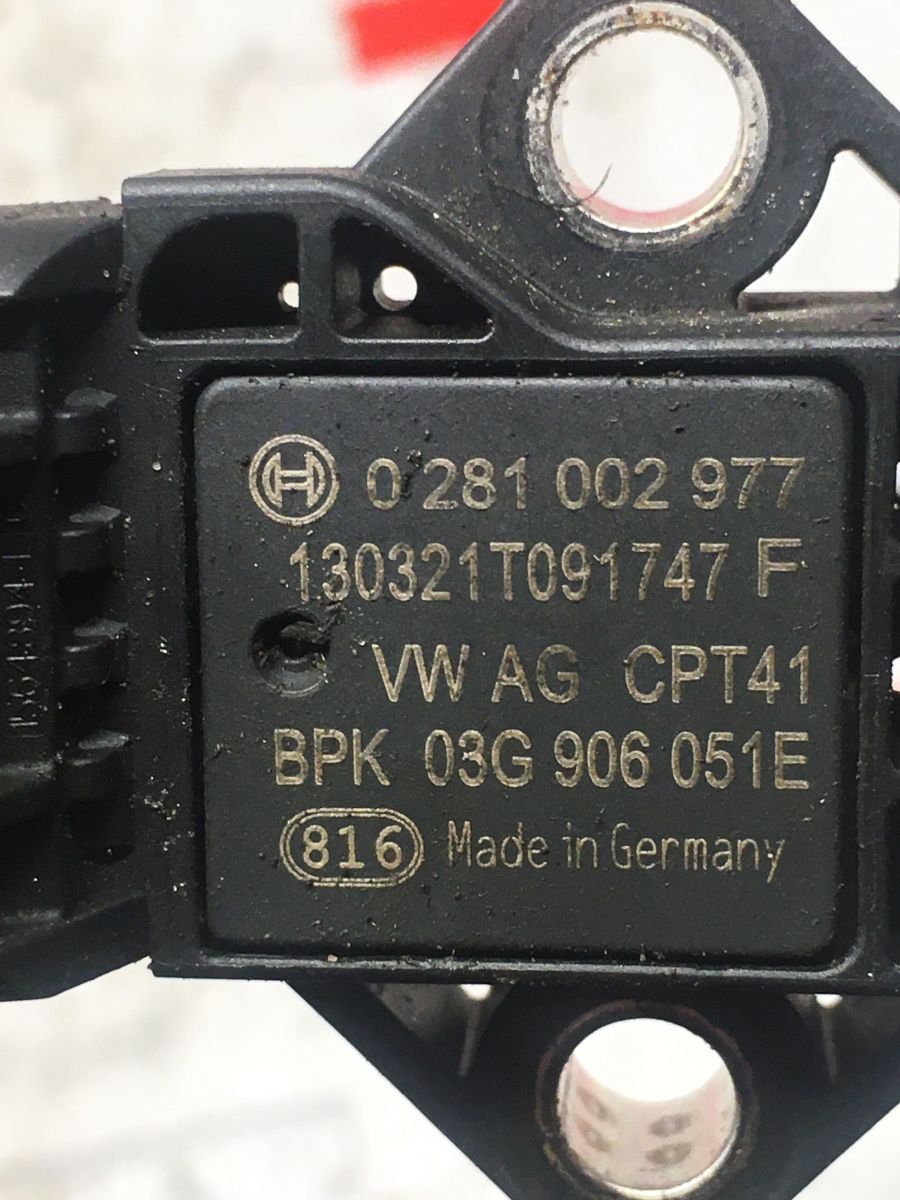 0 281 002 977
130321T091747 F
VW AG CPT41
BPK 03G 906 051E
816 Made in Germany